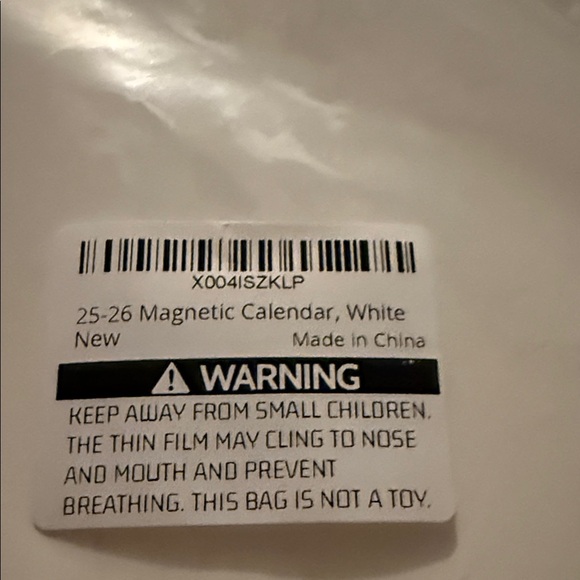 X004ISZKLP
25-26 Magnetic Calendar, White
New Made in China
WARNING
KEEP AWAY FROM SMALL CHILDREN.
THE THIN FILM MAY CLING TO NOSE
AND MOUTH AND PREVENT
BREATHING. THIS BAG IS NOT A TOY.